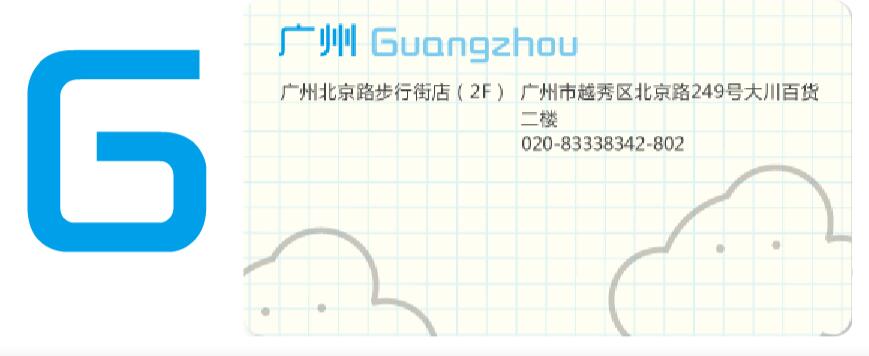 G
广州 Guangzhou
广州北京路步行街店（2F） 广州市越秀区北京路249号大川百货
二楼
020-83338342-802